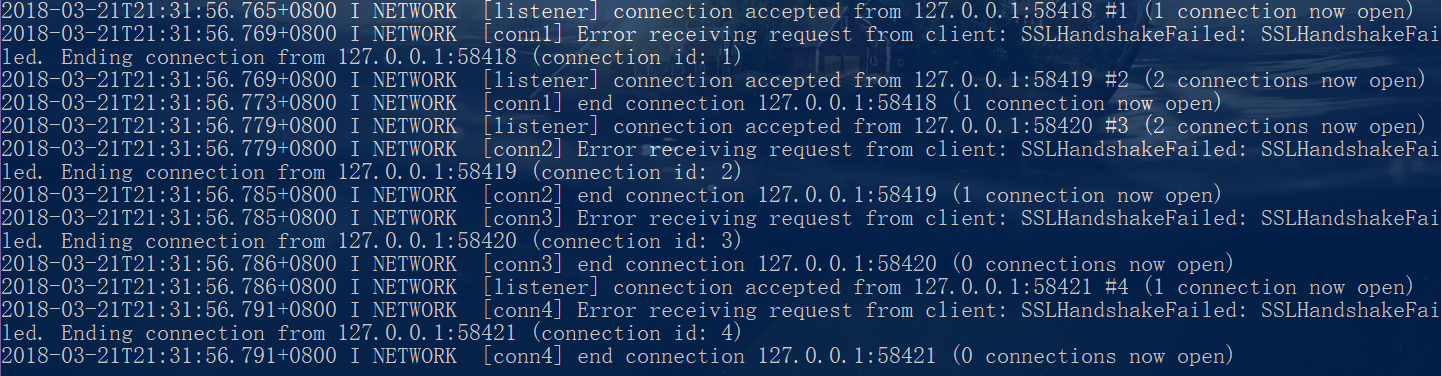 2018-03-21T21:31:56.765+0800 I NETWORK  [listener] connection accepted from 127.0.0.1:58418 #1 (1 connection now open)
2018-03-21T21:31:56.769+0800 I NETWORK  [conn1] Error receiving request from client: SSLHandshakeFailed: SSLHandshakeFai
led. Ending connection from 127.0.0.1:58418 (connection id: 1)
2018-03-21T21:31:56.769+0800 I NETWORK  [listener] connection accepted from 127.0.0.1:58419 #2 (2 connections now open)
2018-03-21T21:31:56.773+0800 I NETWORK  [conn1] end connection 127.0.0.1:58418 (1 connection now open)
2018-03-21T21:31:56.779+0800 I NETWORK  [listener] connection accepted from 127.0.0.1:58420 #3 (2 connections now open)
2018-03-21T21:31:56.779+0800 I NETWORK  [conn2] Error receiving request from client: SSLHandshakeFailed: SSLHandshakeFai
led. Ending connection from 127.0.0.1:58419 (connection id: 2)
2018-03-21T21:31:56.785+0800 I NETWORK  [conn2] end connection 127.0.0.1:58419 (1 connection now open)
2018-03-21T21:31:56.785+0800 I NETWORK  [conn3] Error receiving request from client: SSLHandshakeFailed: SSLHandshakeFai
led. Ending connection from 127.0.0.1:58420 (connection id: 3)
2018-03-21T21:31:56.786+0800 I NETWORK  [conn3] end connection 127.0.0.1:58420 (0 connections now open)
2018-03-21T21:31:56.786+0800 I NETWORK  [listener] connection accepted from 127.0.0.1:58421 #4 (1 connection now open)
2018-03-21T21:31:56.791+0800 I NETWORK  [conn4] Error receiving request from client: SSLHandshakeFailed: SSLHandshakeFai
led. Ending connection from 127.0.0.1:58421 (connection id: 4)
2018-03-21T21:31:56.791+0800 I NETWORK  [conn4] end connection 127.0.0.1:58421 (0 connections now open)